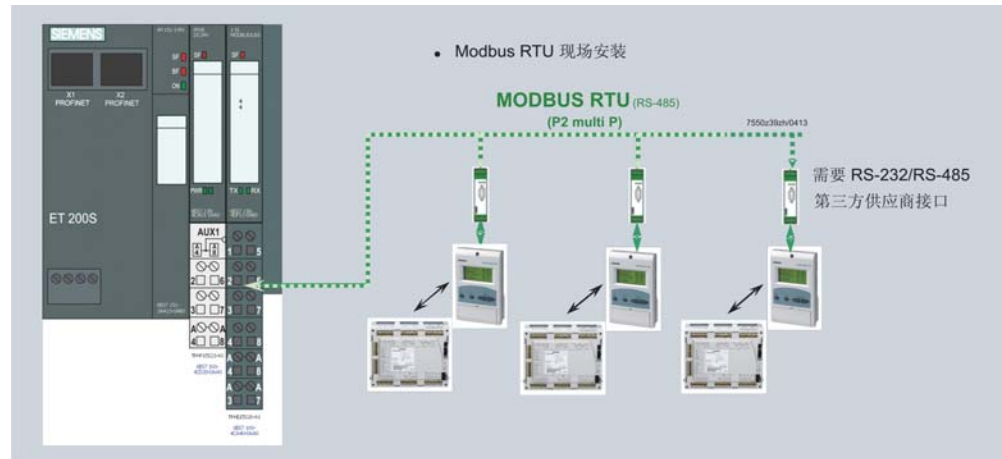 SIEMENS
SF
BF
ON
SF
SF
X1
PROFINET
X2
PROFINET
PWR
TX RX
ET 200S
AUX1
A A
4 8
1 5
2 6 2 6
3 7 3 7
A A
4 8 4 8
A A
4 8
A A
3 7
• Modbus RTU 现场安装
MODBUS RTU (RS-485)
(P2 multi P)
7550z39zh/0413
需要 RS-232/RS-485
第三方供应商接口